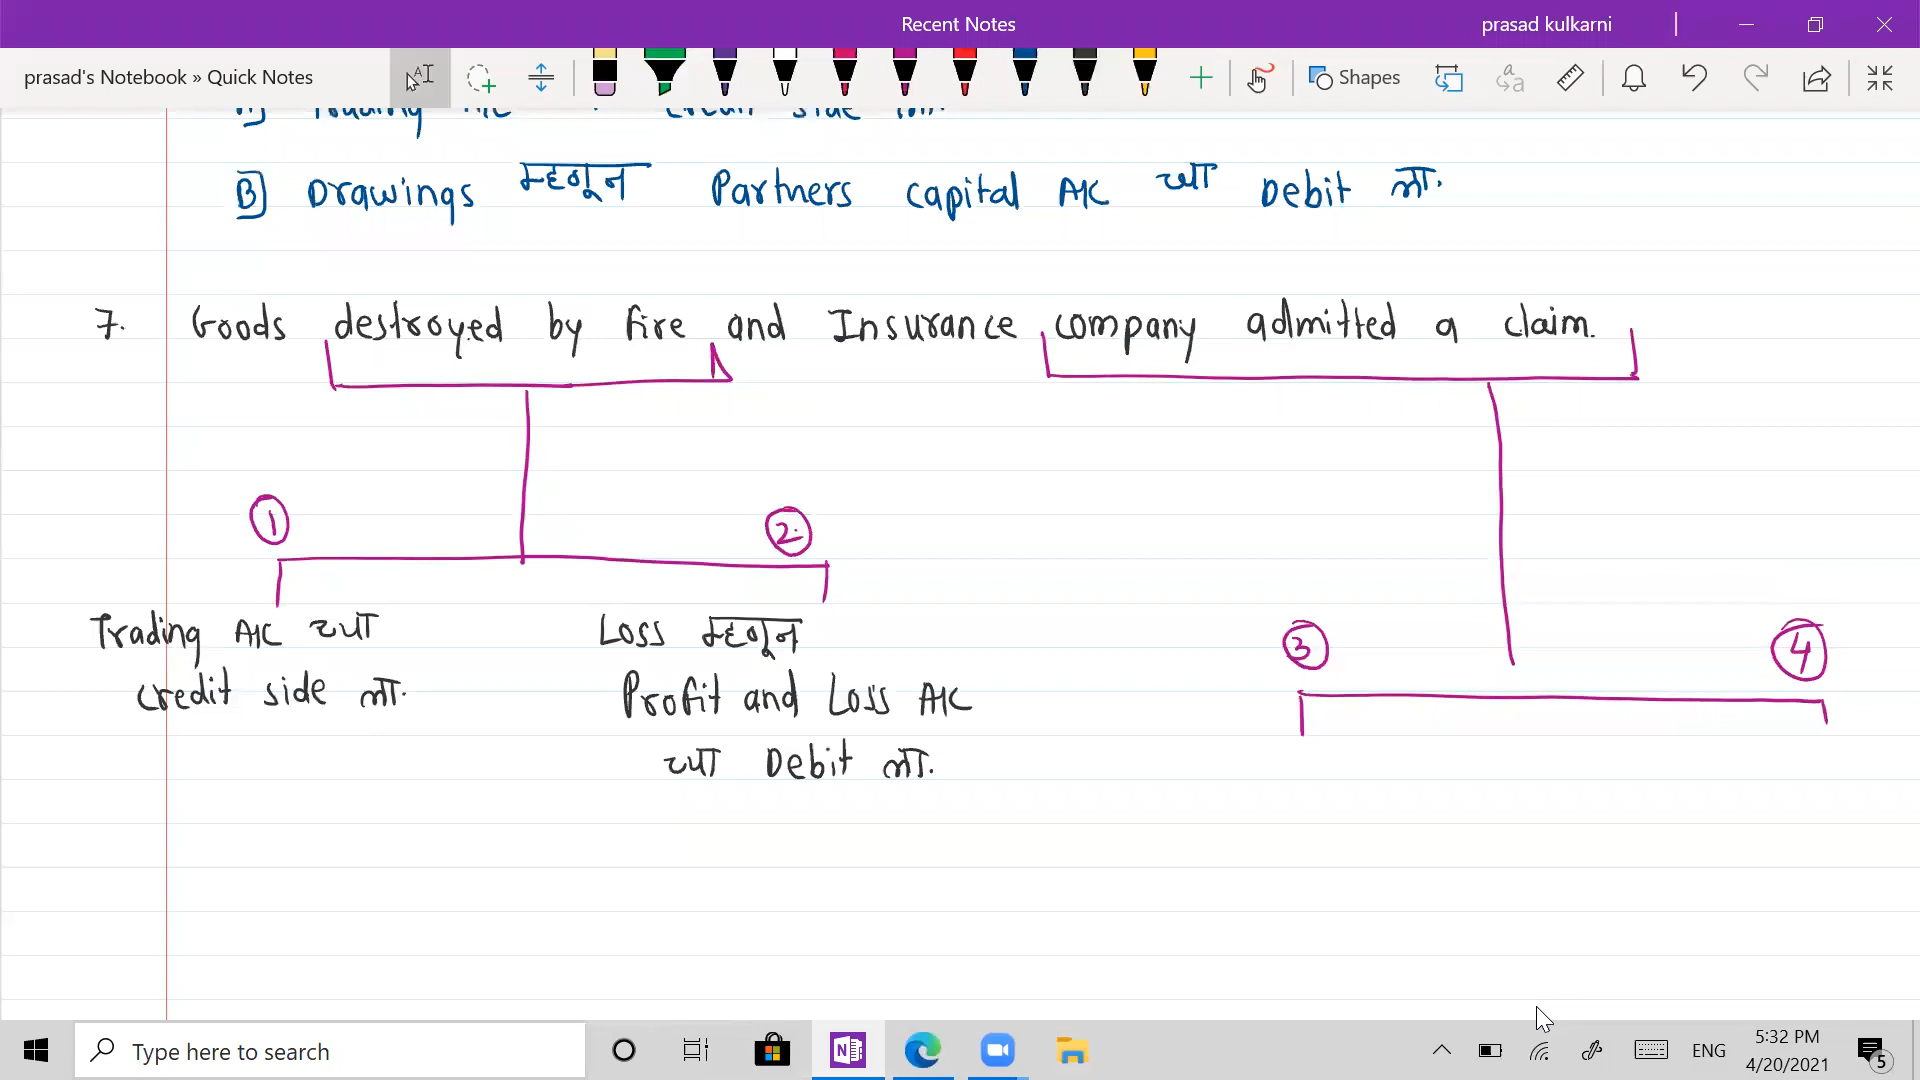 Recent Notes
prasad kulkarni
prasad's Notebook » Quick Notes
Shapes
B] Drawings म्हणून Partners capital A/C च्या Debit ला.
7. Goods destroyed by fire and Insurance company admitted a claim.
1 2
3 4
Trading A/C च्या
credit side ला.
Loss म्हणून
Profit and Loss A/C
च्या Debit ला.
Type here to search
ENG
5:32 PM
4/20/2021
5